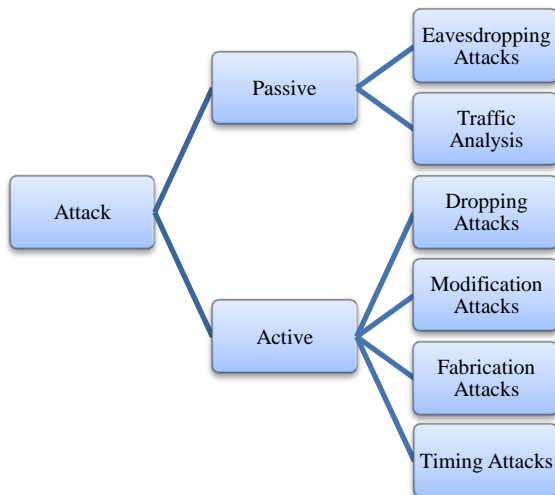 Eavesdropping
Attacks
Passive
Traffic
Analysis
Attack
Dropping
Attacks
Modification
Attacks
Active
Fabrication
Attacks
Timing Attacks